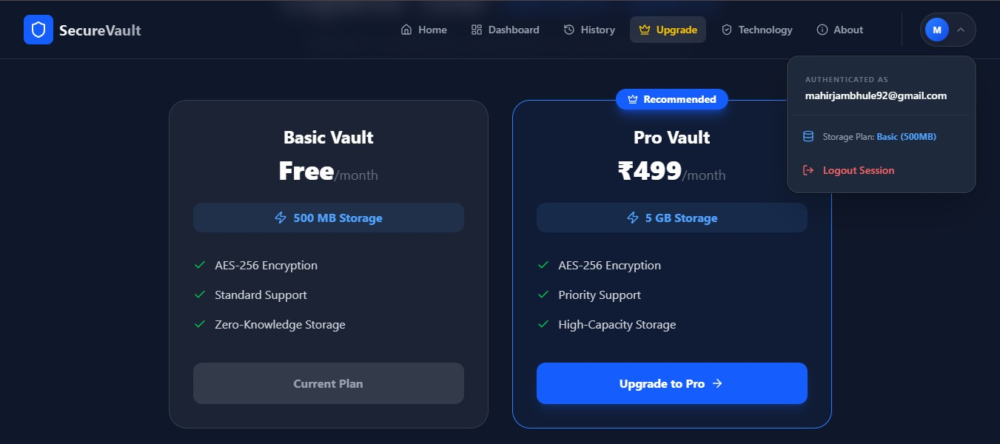 SecureVault
Home
Dashboard
History
Upgrade
Technology
About
M
AUTHENTICATED AS
mahirjambhule92@gmail.com
Storage Plan: Basic (500MB)
Logout Session
Basic Vault
Free/month
500 MB Storage
AES-256 Encryption
Standard Support
Zero-Knowledge Storage
Current Plan
Recommended
Pro Vault
₹499/month
5 GB Storage
AES-256 Encryption
Priority Support
High-Capacity Storage
Upgrade to Pro